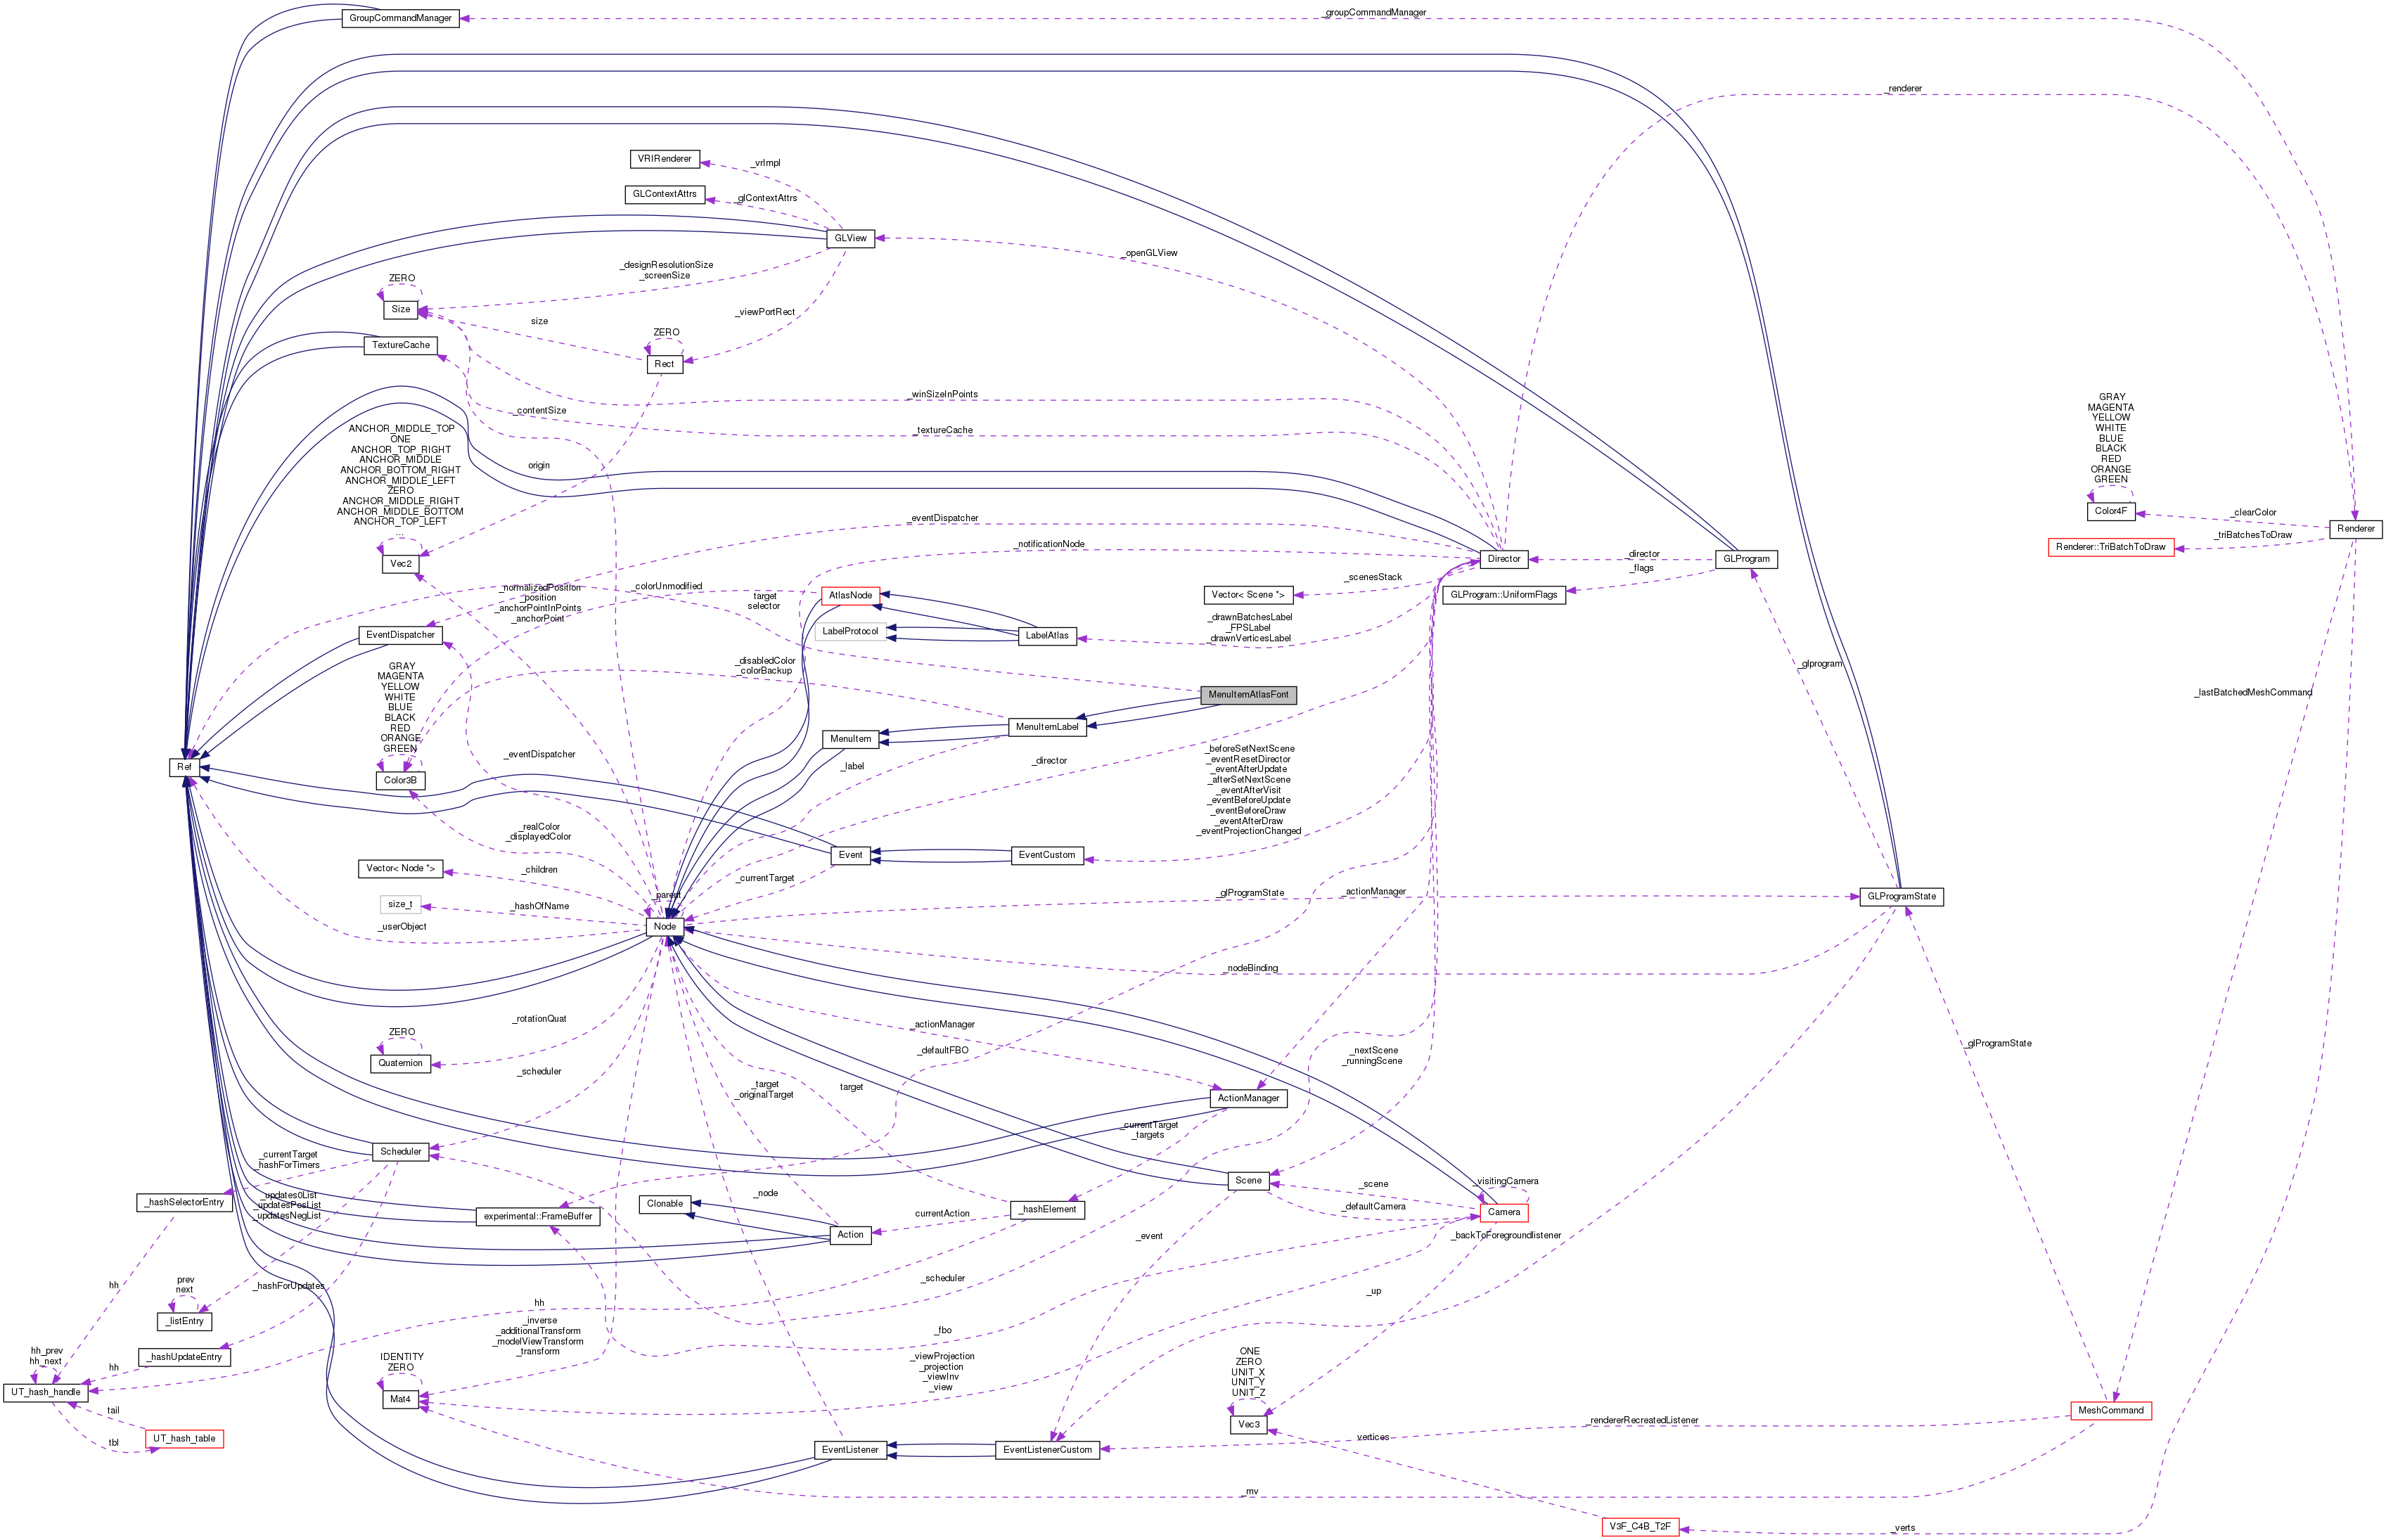 GroupCommandManager
_groupCommandManager
_renderer
VRIRenderer
_vrImpl
GLContextAttrs
_glContextAttrs
GLView
_openGLView
_designResolutionSize
_screenSize
ZERO
Size
size
_viewPortRect
ZERO
TextureCache
Rect
_winSizeInPoints
_contentSize
_textureCache
GRAY
MAGENTA
YELLOW
WHITE
BLUE
BLACK
RED
ORANGE
GREEN
Color4F
_clearColor
Renderer
_triBatchesToDraw
Renderer::TriBatchToDraw
ANCHOR_MIDDLE_TOP
ONE
ANCHOR_TOP_RIGHT
ANCHOR_MIDDLE
ANCHOR_BOTTOM_RIGHT
ANCHOR_MIDDLE_LEFT
ZERO
ANCHOR_MIDDLE_RIGHT
ANCHOR_MIDDLE_BOTTOM
ANCHOR_TOP_LEFT
...
Vec2
origin
_eventDispatcher
_notificationNode
Director
_director
GLProgram
_flags
GLProgram::UniformFlags
_scenesStack
Vector< Scene *>
_normalizedPosition
_position
_anchorPointInPoints
_anchorPoint
_colorUnmodified
target
selector
AtlasNode
LabelProtocol
LabelAtlas
_drawnBatchesLabel
_FPSLabel
_drawnVerticesLabel
EventDispatcher
_glprogram
GRAY
MAGENTA
YELLOW
WHITE
BLUE
BLACK
RED
ORANGE
GREEN
Color3B
_disabledColor
_colorBackup
MenuItemAtlasFont
_lastBatchedMeshCommand
MenuItemLabel
MenuItem
_eventDispatcher
_label
_director
Ref
_beforeSetNextScene
_eventResetDirector
_eventAfterUpdate
_afterSetNextScene
_eventAfterVisit
_eventBeforeUpdate
_eventBeforeDraw
_eventAfterDraw
_eventProjectionChanged
_realColor
_displayedColor
Event
EventCustom
Vector< Node *>
_children
_currentTarget
size_t
_hashOfName
_parent
_glProgramState
_actionManager
GLProgramState
_userObject
Node
_nodeBinding
ZERO
Quaternion
_rotationQuat
_actionManager
_defaultFBO
_nextScene
_runningScene
_glProgramState
_scheduler
_target
_originalTarget
target
ActionManager
_currentTarget
_targets
Scheduler
_currentTarget
_hashForTimers
_hashSelectorEntry
_updates0List
_updatesPosList
_updatesNegList
experimental::FrameBuffer
_node
Clonable
Action
currentAction
_hashElement
Scene
_scene
_visitingCamera
_defaultCamera
Camera
_event
_backToForegroundlistener
hh
prev
next
_listEntry
_hashForUpdates
_scheduler
hh
_up
_inverse
_additionalTransform
_modelViewTransform
_transform
_fbo
hh_prev
hh_next
hh
_hashUpdateEntry
UT_hash_handle
IDENTITY
ZERO
Mat4
_viewProjection
_projection
_viewInv
_view
ONE
ZERO
UNIT_X
UNIT_Y
UNIT_Z
Vec3
MeshCommand
_rendererRecreatedListener
tail
tbl
UT_hash_table
EventListener
EventListenerCustom
vertices
_mv
V3F_C4B_T2F
_verts